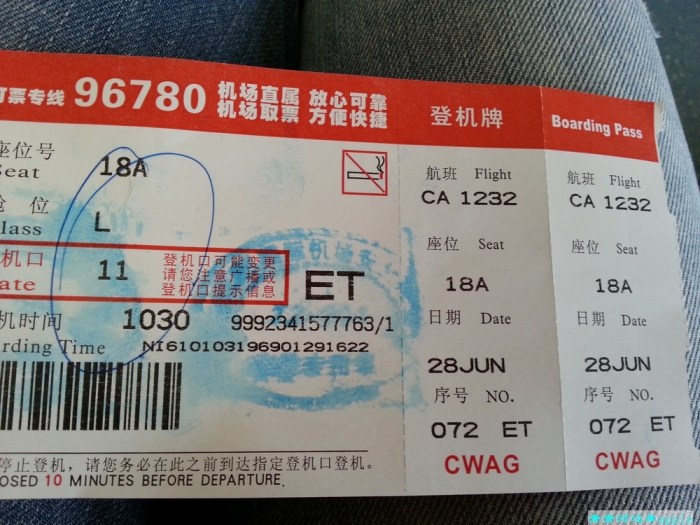 订票专线 96780 机场直属 放心可靠
机场取票 方便快捷
座位号
Seat 18A
舱 位
Class L
登机口
Gate 11
登机口可能变更
请您注意广播或
登机口提示信息
ET
登机时间
Boarding Time 1030
9992341577763/1
NI610103196901291622
停止登机，请您务必在此之前到达指定登机口登机。
OSED 10 MINUTES BEFORE DEPARTURE.
登机牌
航班 Flight
CA 1232
座位 Seat
18A
日期 Date
28JUN
序号 NO.
072 ET
CWAG
Boarding Pass
航班 Flight
CA 1232
座位 Seat
18A
日期 Date
28JUN
序号 NO.
072 ET
CWAG